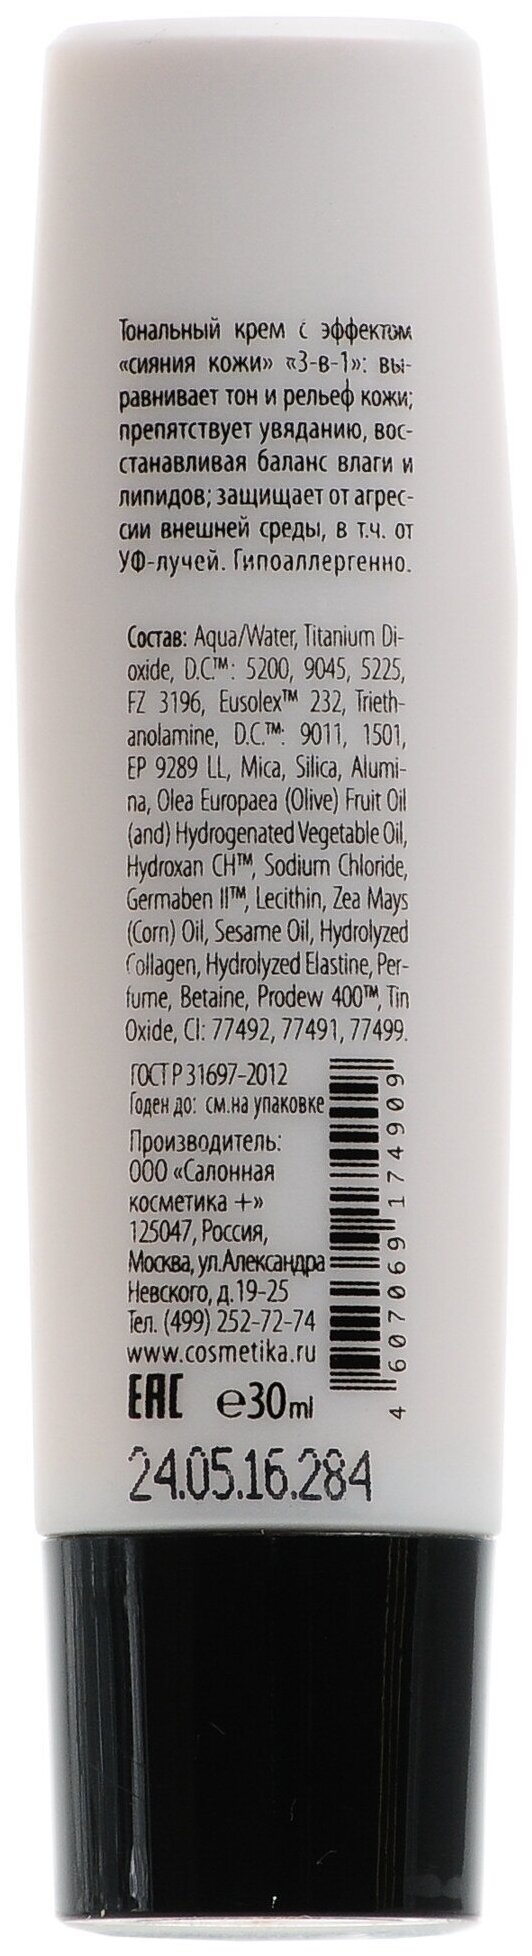 Тональный крем с эффектом
«сияния кожи» «3-в-1»: вы-
равнивает тон и рельеф кожи;
препятствует увяданию, вос-
станавливая баланс влаги и
липидов; защищает от агрес-
сии внешней среды, в т.ч. от
УФ-лучей. Гипоаллергенно.
Состав: Aqua/Water, Titanium Di-
oxide, D.C.™: 5200, 9045, 5225,
FZ 3196, Eusolex™ 232, Trieth-
anolamine, D.C.™: 9011, 1501,
EP 9289 LL, Mica, Silica, Alumi-
na, Olea Europaea (Olive) Fruit Oil
(and) Hydrogenated Vegetable Oil,
Hydroxan CH™, Sodium Chloride,
Germaben II™, Lecithin, Zea Mays
(Corn) Oil, Sesame Oil, Hydrolyzed
Collagen, Hydrolyzed Elastine, Per-
fume, Betaine, Prodew 400™, Tin
Oxide, CI: 77492, 77491, 77499.
ГОСТ Р 31697-2012
Годен до: см.на упаковке
Производитель:
ООО «Салонная
косметика +»
125047, Россия,
Москва, ул.Александра
Невского, д.19-25
Тел. (499) 252-72-74
www.cosmetika.ru
EAC ℮30ml
4 607069 174909
24.05.16.284